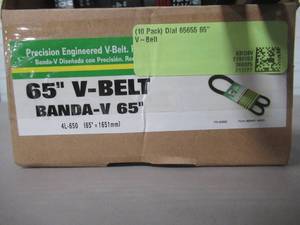 Precision Engineered V-Belt.
Banda-V Diseñada con Precisión.
(10 Pack) Dial 65655 65"
V-Belt
65" V-BELT
BANDA-V 65"
4L-650 (65" x 1651mm)